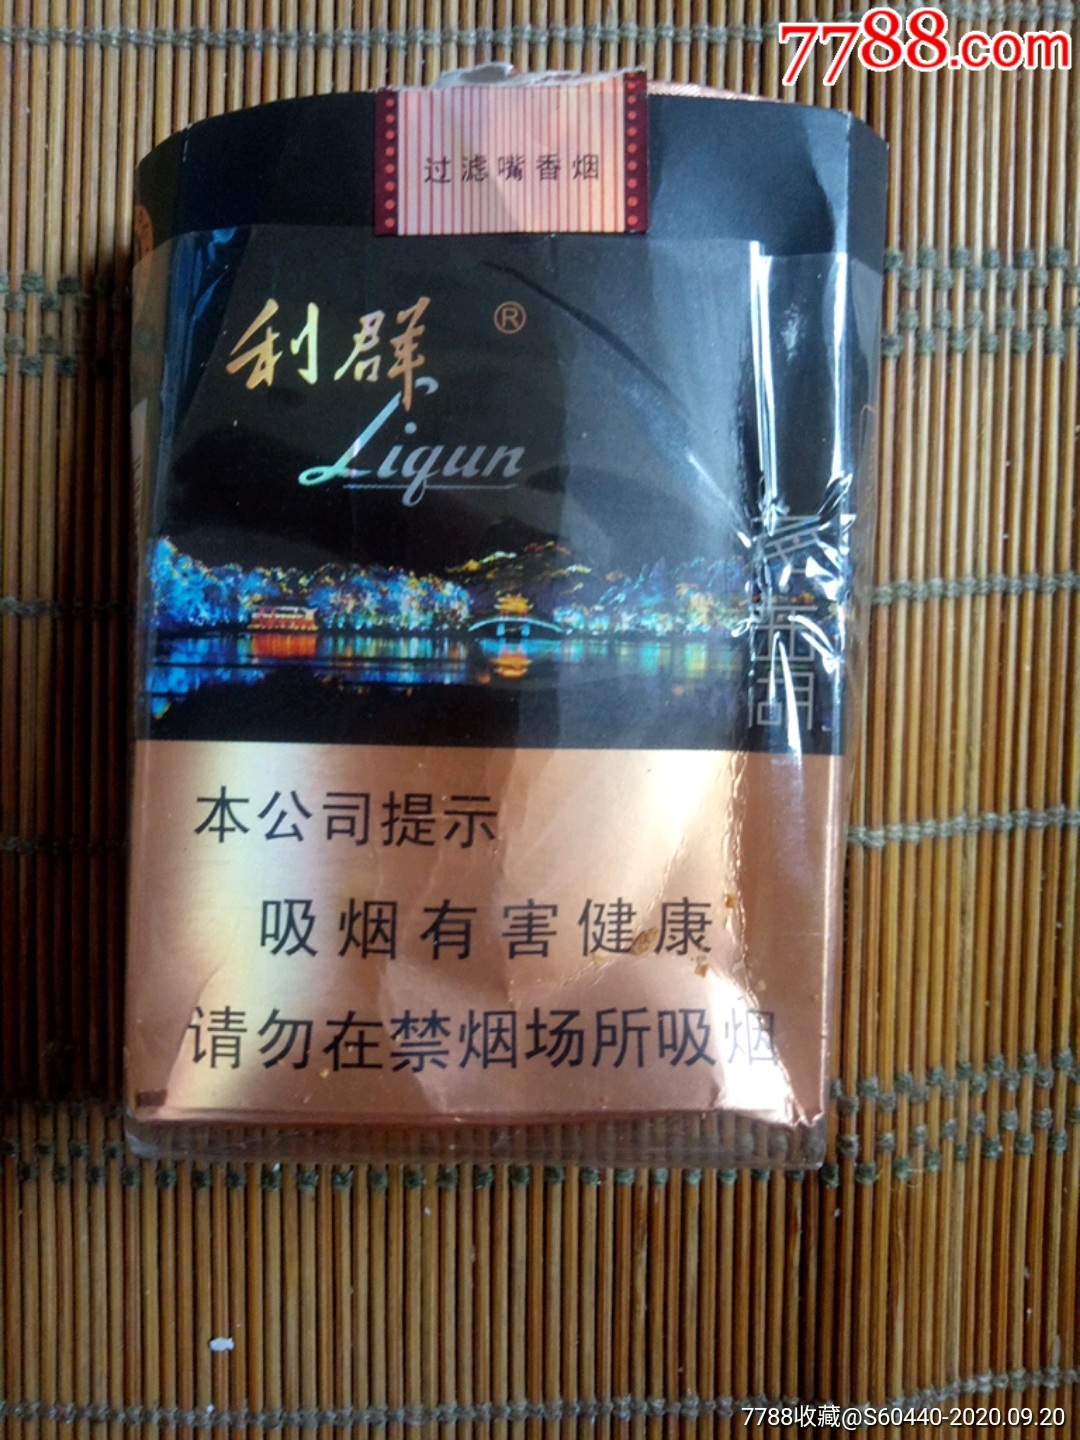 7788.com
过滤嘴香烟
利群
®
Liqun
本公司提示
吸烟有害健康
请勿在禁烟场所吸烟
7788收藏@S60440-2020.09.20